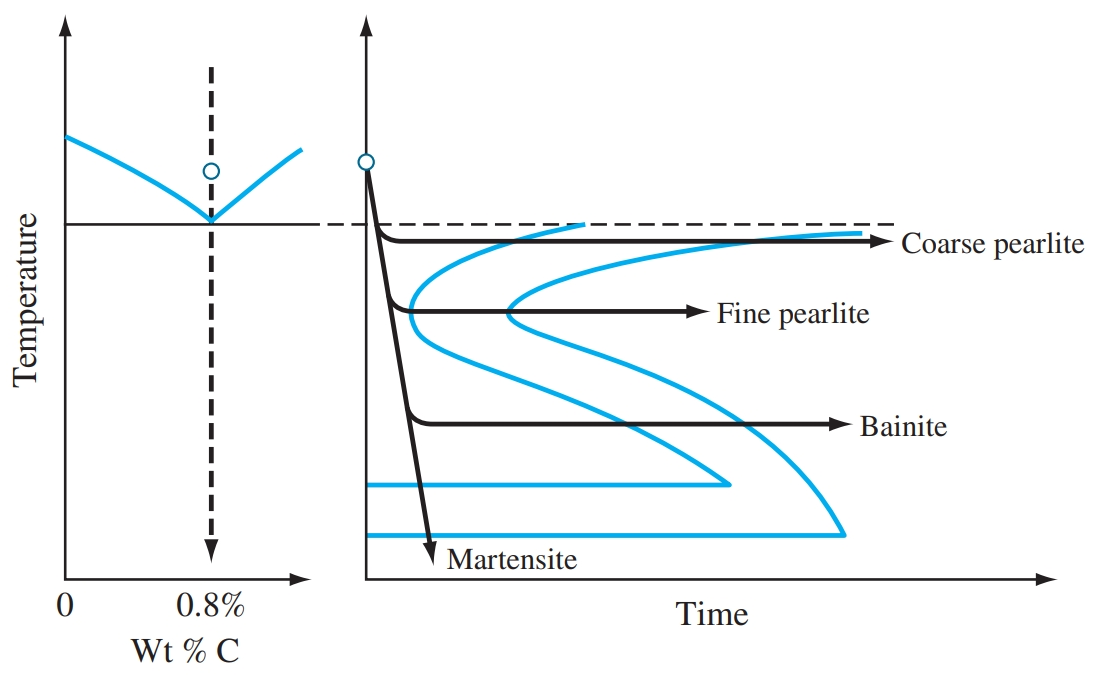 Temperature
0
0.8%
Wt % C
Coarse pearlite
Fine pearlite
Bainite
Martensite
Time